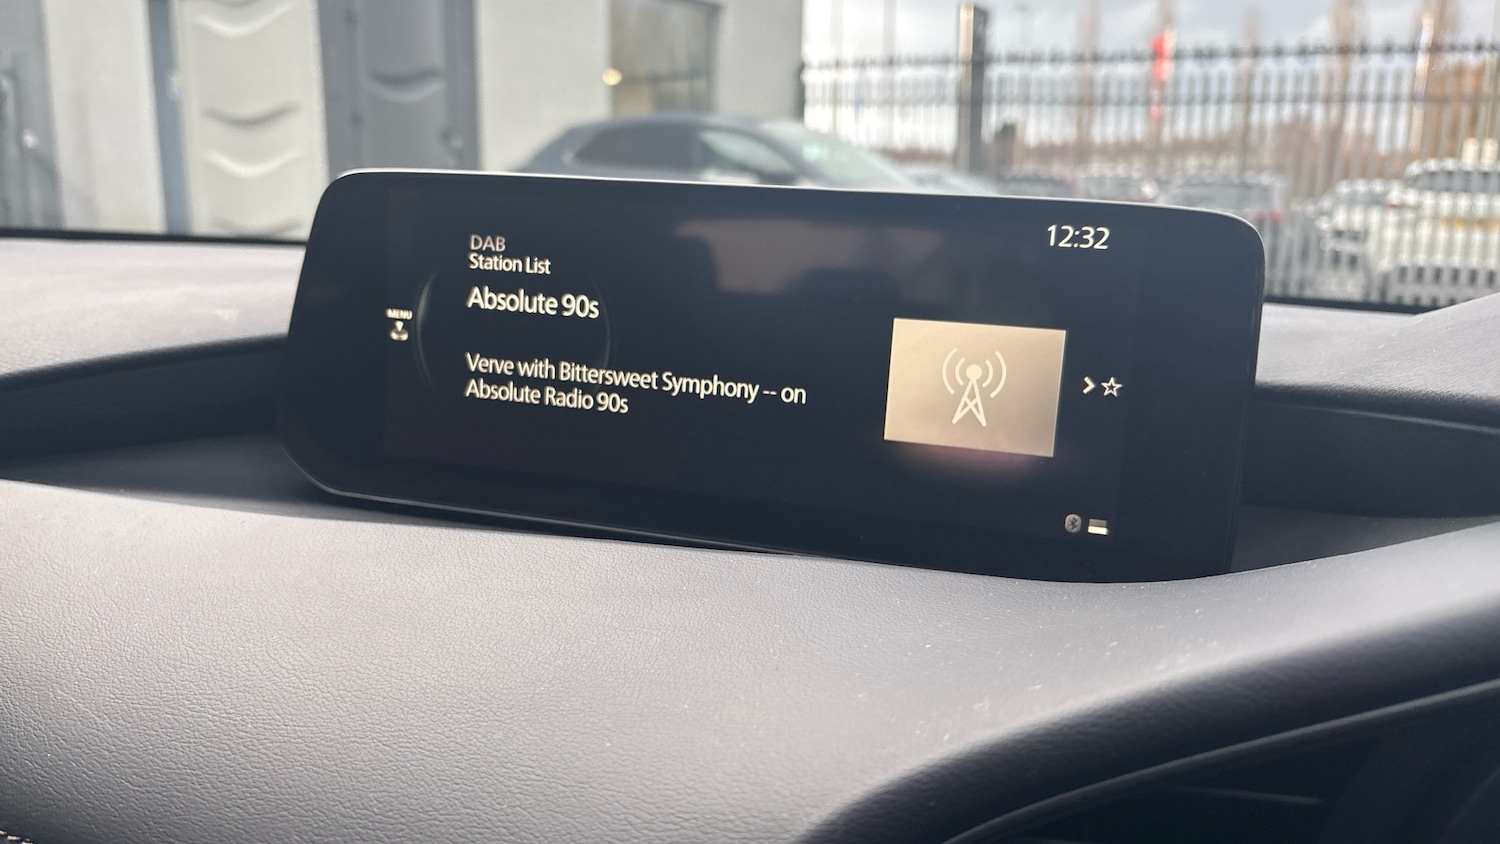 DAB
Station List
12:32
Absolute 90s
MENU
Verve with Bittersweet Symphony -- on
Absolute Radio 90s